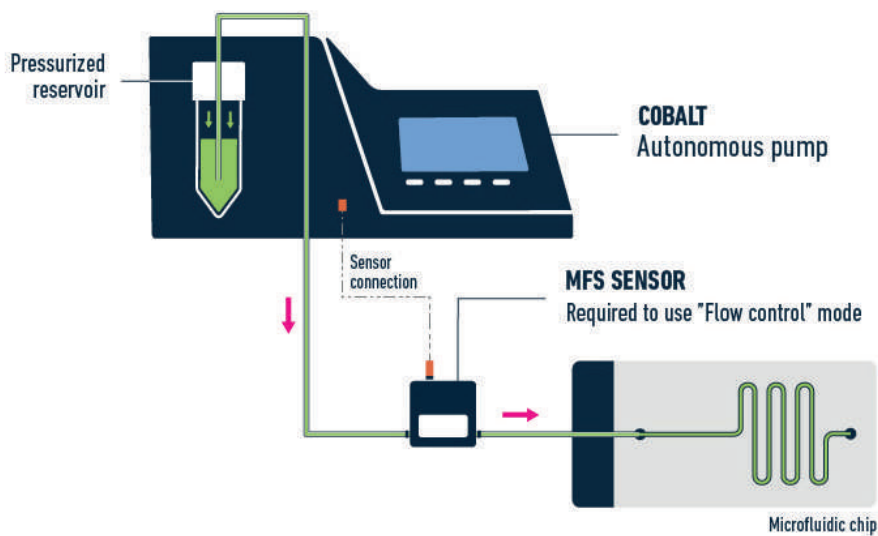 Pressurized
reservoir
COBALT
Autonomous pump
Sensor
connection
MFS SENSOR
Required to use "Flow control" mode
Microfluidic chip